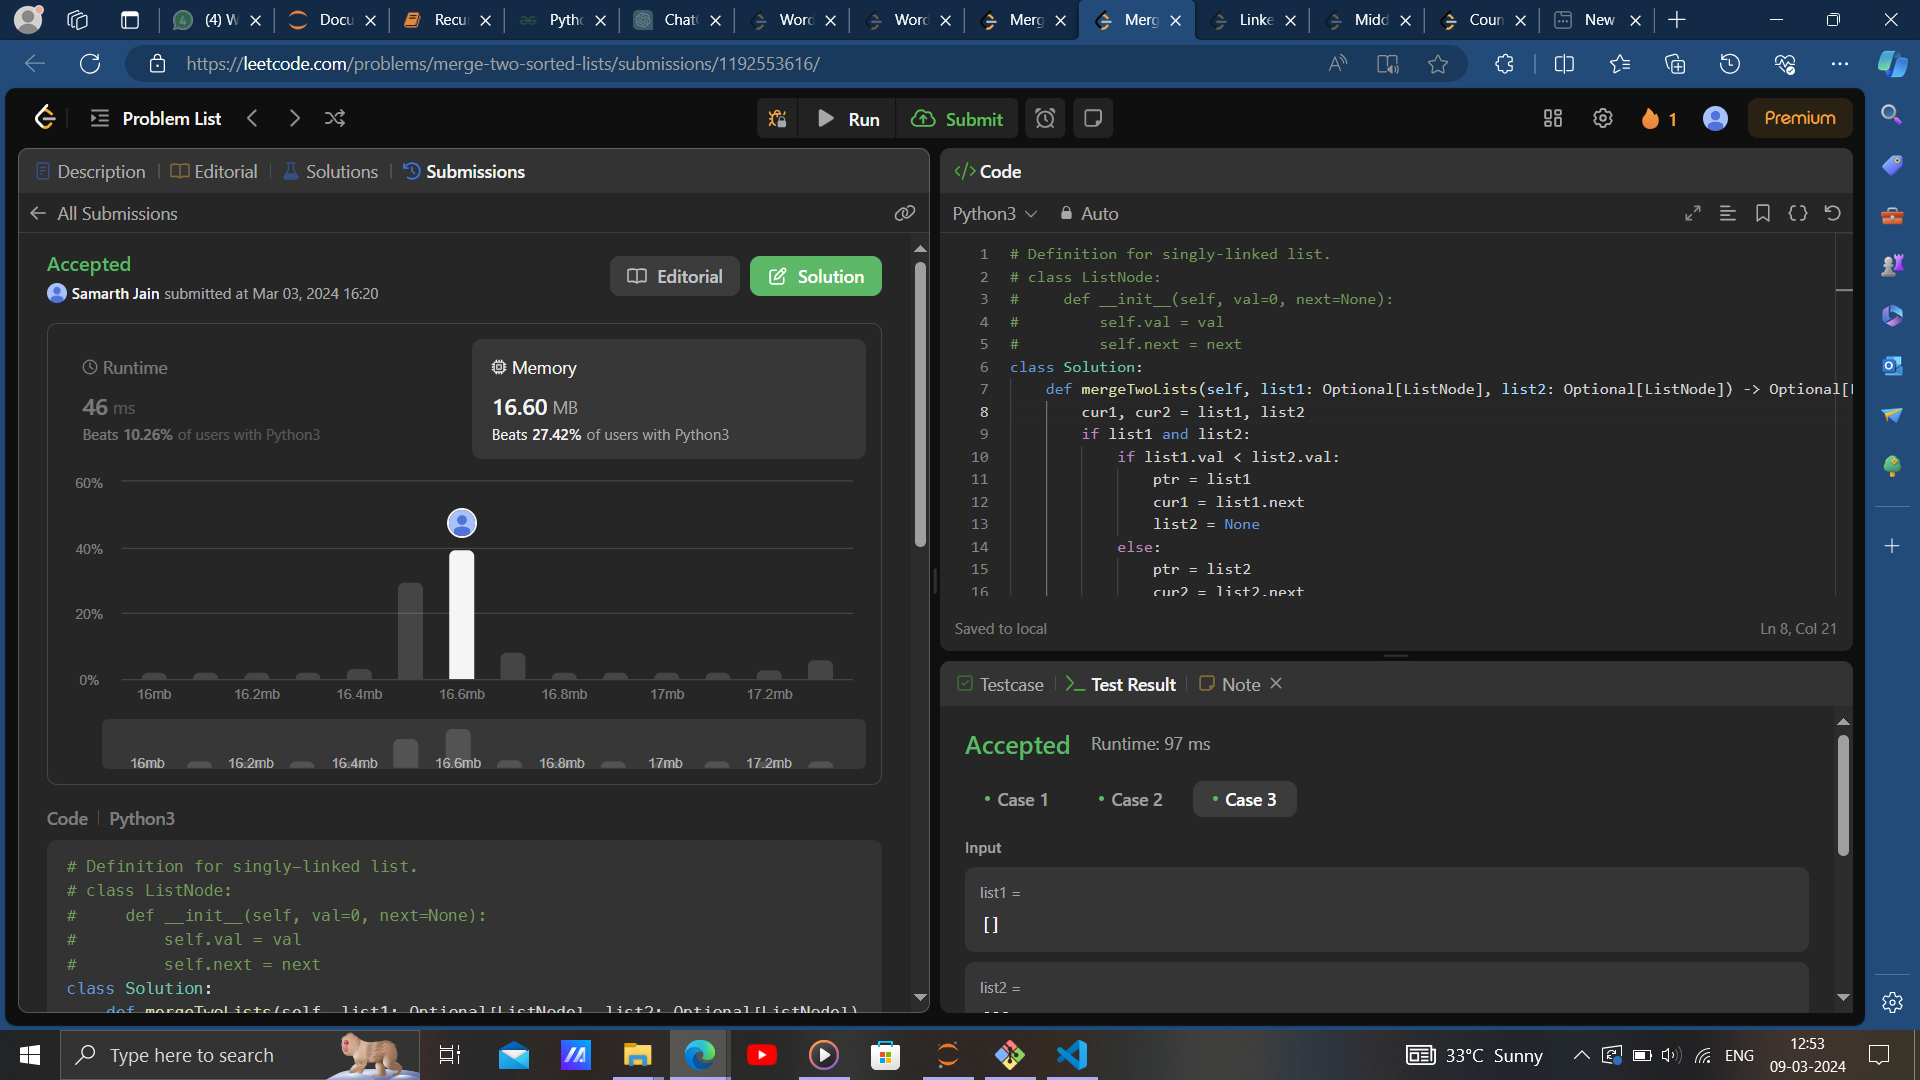 (4) W
Docu
Recu
Pytho
Chat
Word
Word
Merg
Merg
Linke
Midd
Coun
New
https://leetcode.com/problems/merge-two-sorted-lists/submissions/1192553616/
Problem List
Run
Submit
1
Premium
Description
Editorial
Solutions
Submissions
All Submissions
Accepted
Samarth Jain submitted at Mar 03, 2024 16:20
Editorial
Solution
Runtime
46 ms
Beats 10.26% of users with Python3
Memory
16.60 MB
Beats 27.42% of users with Python3
60%
40%
20%
0%
16mb 16.2mb 16.4mb 16.6mb 16.8mb 17mb 17.2mb
16mb 16.2mb 16.4mb 16.6mb 16.8mb 17mb 17.2mb
Code | Python3
# Definition for singly-linked list.
# class ListNode:
#     def __init__(self, val=0, next=None):
#         self.val = val
#         self.next = next
class Solution:
    def mergeTwoLists(self, list1: Optional[ListNode], list2: Optional[ListNode])
</> Code
Python3
Auto
1 # Definition for singly-linked list.
2 # class ListNode:
3 #     def __init__(self, val=0, next=None):
4 #         self.val = val
5 #         self.next = next
6 class Solution:
7     def mergeTwoLists(self, list1: Optional[ListNode], list2: Optional[ListNode]) -> Optional[
8         cur1, cur2 = list1, list2
9         if list1 and list2:
10             if list1.val < list2.val:
11                 ptr = list1
12                 cur1 = list1.next
13                 list2 = None
14             else:
15                 ptr = list2
16                 cur2 = list2.next
Saved to local
Ln 8, Col 21
Testcase
Test Result
Note
Accepted
Runtime: 97 ms
Case 1
Case 2
Case 3
Input
list1 =
[]
list2 =
Type here to search
33°C Sunny
ENG
12:53
09-03-2024